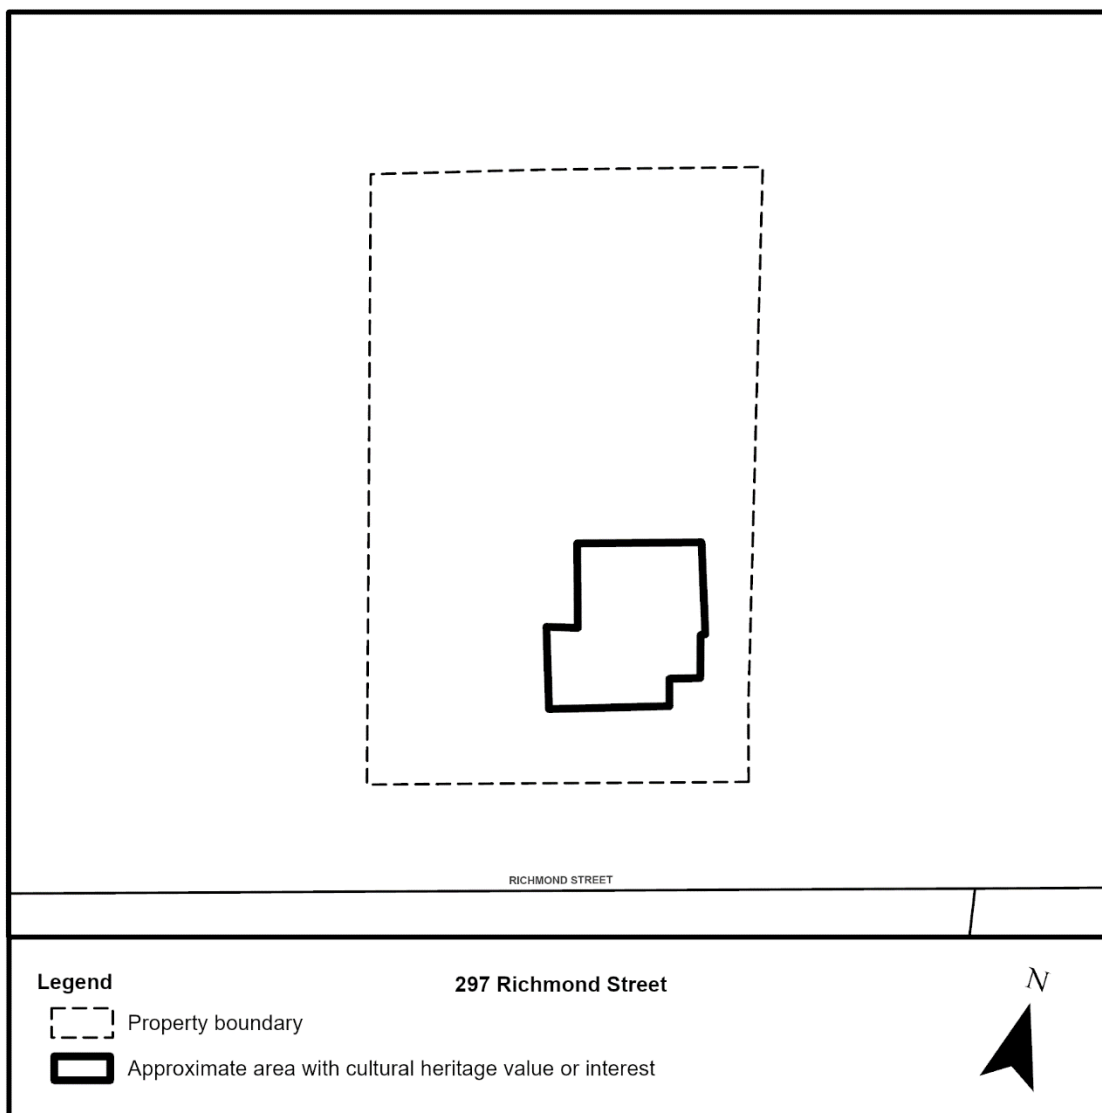 RICHMOND STREET
Legend
297 Richmond Street
N
Property boundary
Approximate area with cultural heritage value or interest